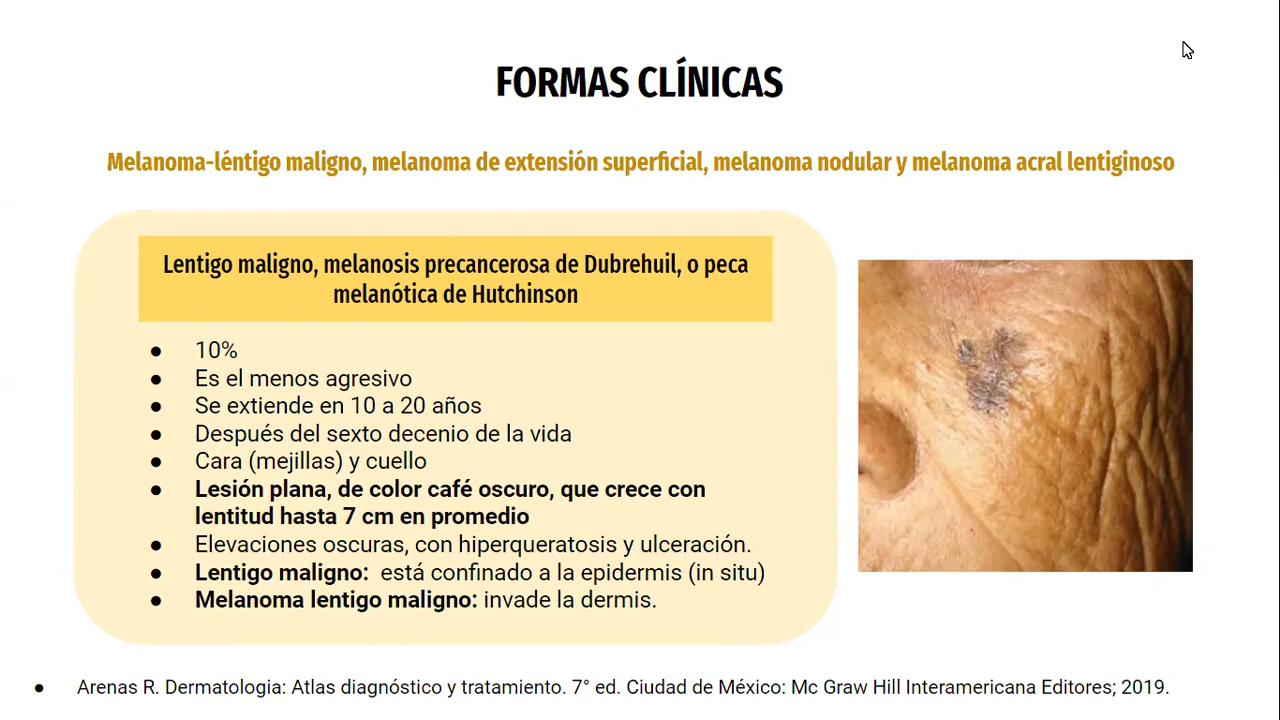 FORMAS CLÍNICAS
Melanoma-léntigo maligno, melanoma de extensión superficial, melanoma nodular y melanoma acral lentiginoso
Lentigo maligno, melanosis precancerosa de Dubrehuil, o peca
melanótica de Hutchinson
● 10%
● Es el menos agresivo
● Se extiende en 10 a 20 años
● Después del sexto decenio de la vida
● Cara (mejillas) y cuello
● Lesión plana, de color café oscuro, que crece con
lentitud hasta 7 cm en promedio
● Elevaciones oscuras, con hiperqueratosis y ulceración.
● Lentigo maligno: está confinado a la epidermis (in situ)
● Melanoma lentigo maligno: invade la dermis.
● Arenas R. Dermatologia: Atlas diagnóstico y tratamiento. 7° ed. Ciudad de México: Mc Graw Hill Interamericana Editores; 2019.